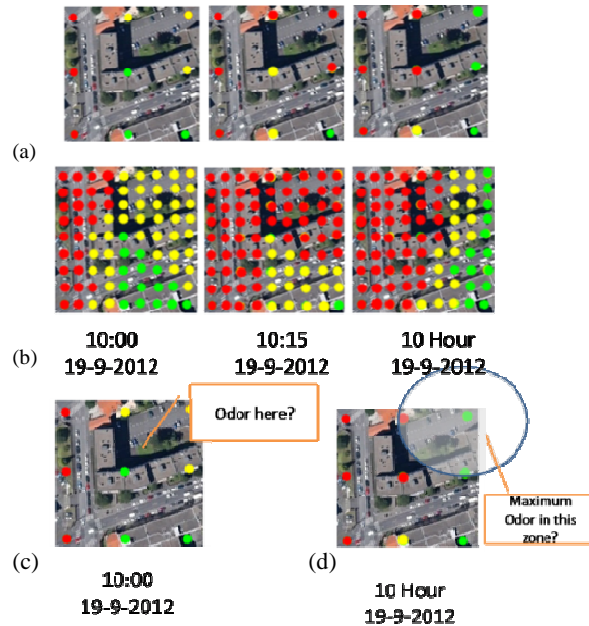 (a)
(b)
10:00
19-9-2012
10:15
19-9-2012
10 Hour
19-9-2012
Odor here?
Maximum
Odor in this
zone?
(c)
10:00
19-9-2012
(d)
10 Hour
19-9-2012